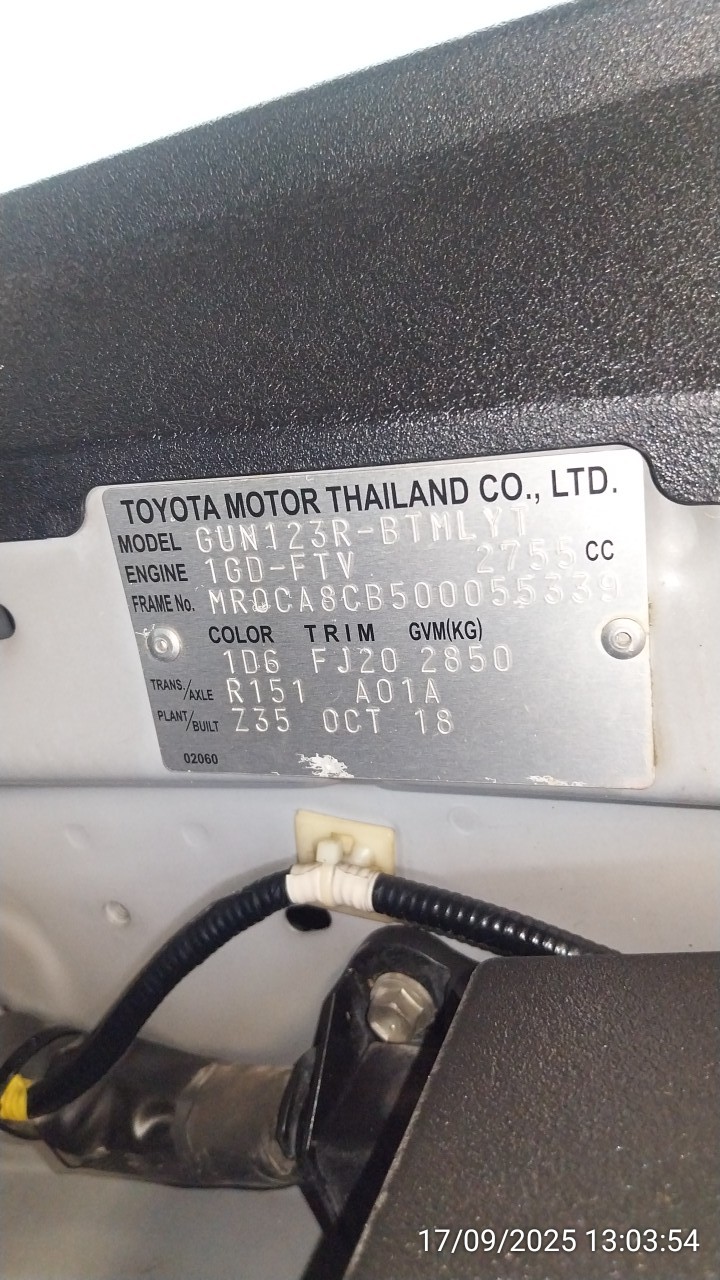 TOYOTA MOTOR THAILAND CO., LTD.
MODEL GUN123R-BTMLYT
ENGINE 1GD-FTV 2755 CC
FRAME No. MR0CA8CB500055339
COLOR TRIM GVM(KG)
1D6 FJ20 2850
TRANS./AXLE R151 A01A
PLANT/BUILT Z35 OCT 18
02060
17/09/2025 13:03:54